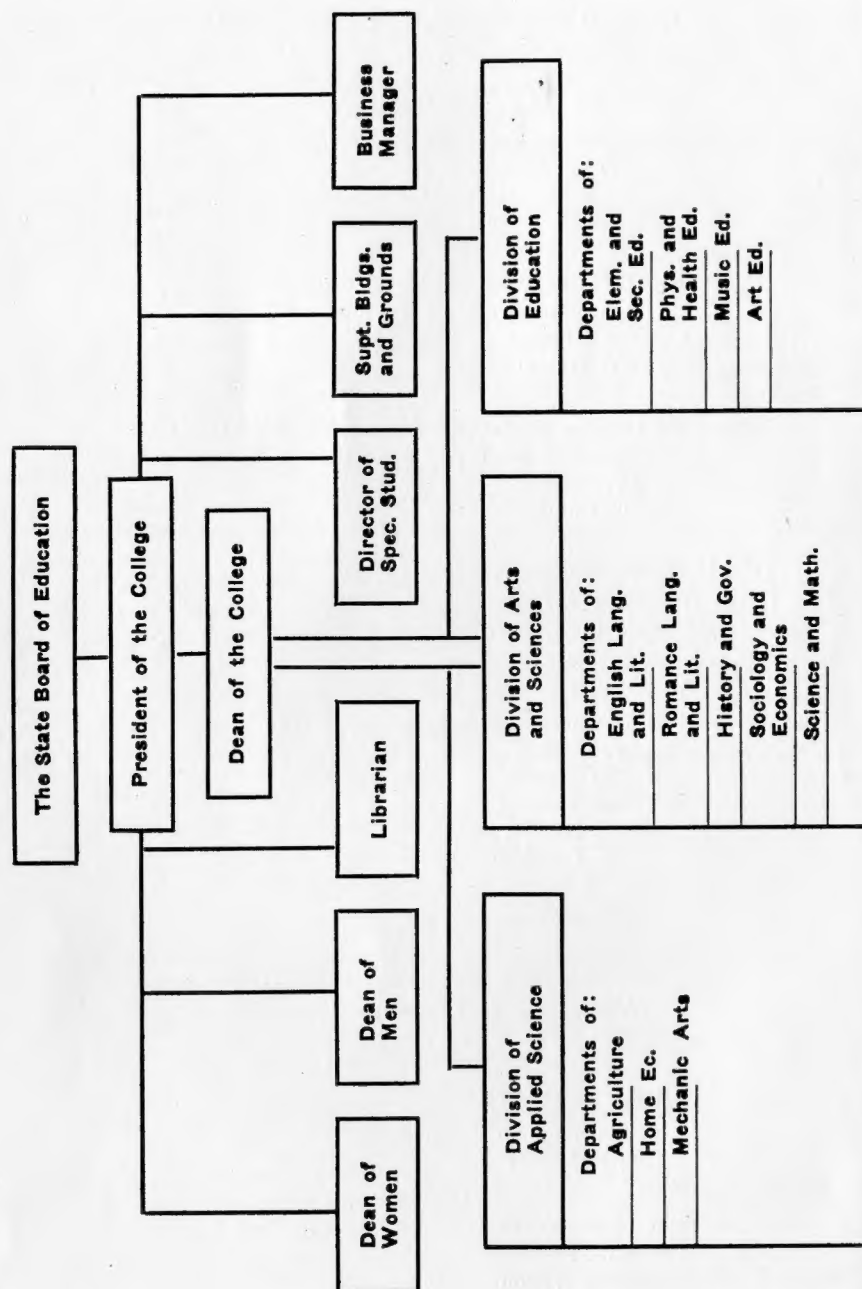 The State Board of Education
President of the College
Dean of the College
Dean of
Women
Dean of
Men
Librarian
Director of
Spec. Stud.
Supt. Bldgs.
and Grounds
Business
Manager
Division of
Applied Science
Departments of:
Agriculture
Home Ec.
Mechanic Arts
Division of Arts
and Sciences
Departments of:
English Lang.
and Lit.
Romance Lang.
and Lit.
History and Gov.
Sociology and
Economics
Science and Math.
Division of
Education
Departments of:
Elem. and
Sec. Ed.
Phys. and
Health Ed.
Music Ed.
Art Ed.